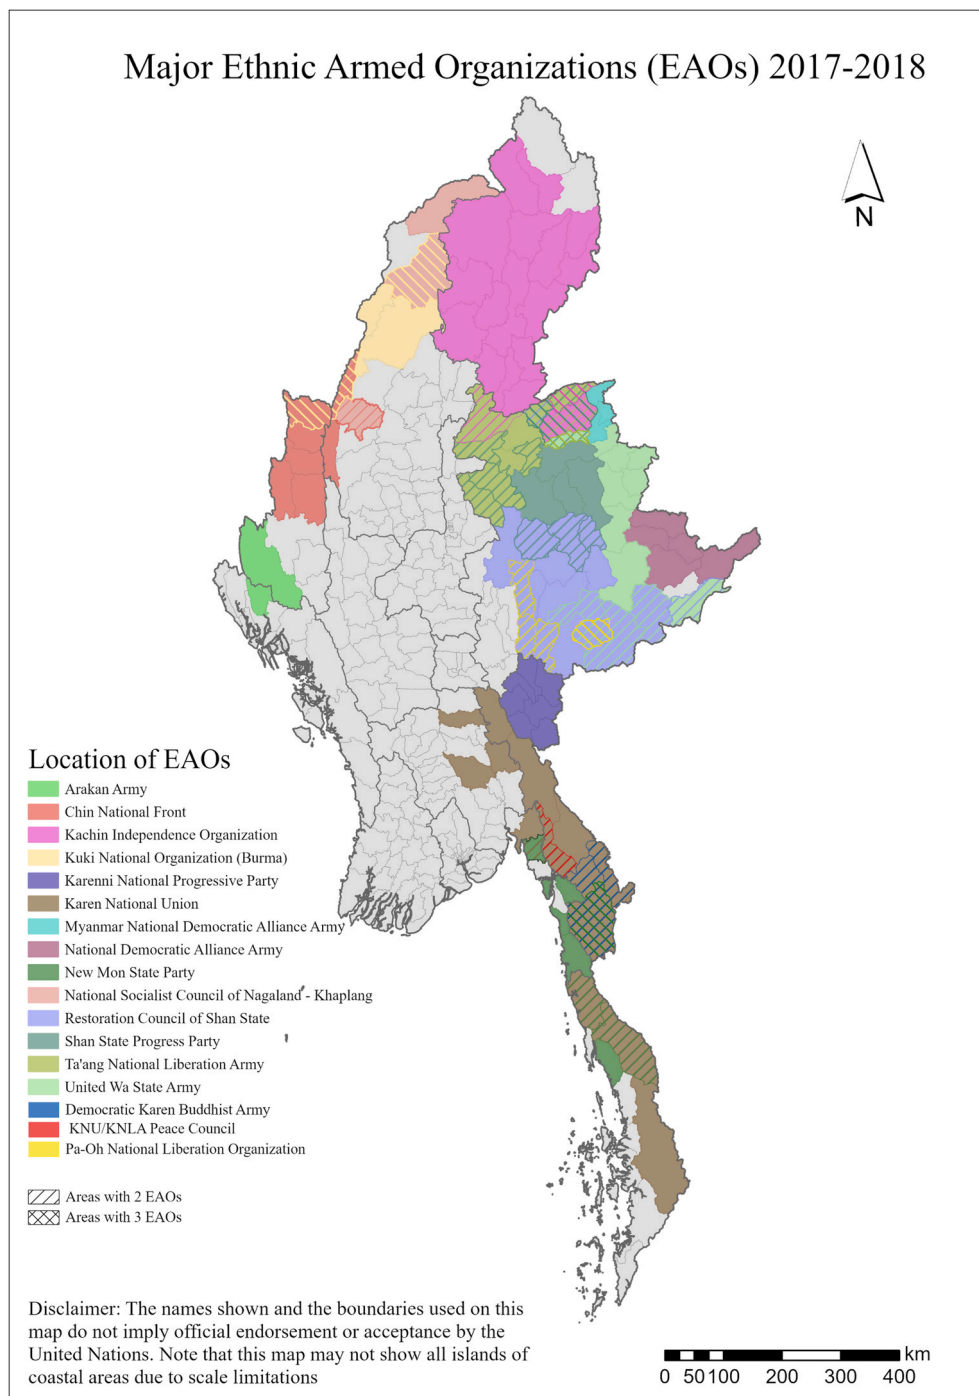 Major Ethnic Armed Organizations (EAOs) 2017-2018
N
Location of EAOs
Arakan Army
Chin National Front
Kachin Independence Organization
Kuki National Organization (Burma)
Karenni National Progressive Party
Karen National Union
Myanmar National Democratic Alliance Army
National Democratic Alliance Army
New Mon State Party
National Socialist Council of Nagaland - Khaplang
Restoration Council of Shan State
Shan State Progress Party
Ta'ang National Liberation Army
United Wa State Army
Democratic Karen Buddhist Army
KNU/KNLA Peace Council
Pa-Oh National Liberation Organization
Areas with 2 EAOs
Areas with 3 EAOs
Disclaimer: The names shown and the boundaries used on this
map do not imply official endorsement or acceptance by the
United Nations. Note that this map may not show all islands of
coastal areas due to scale limitations
km
0 50 100 200 300 400